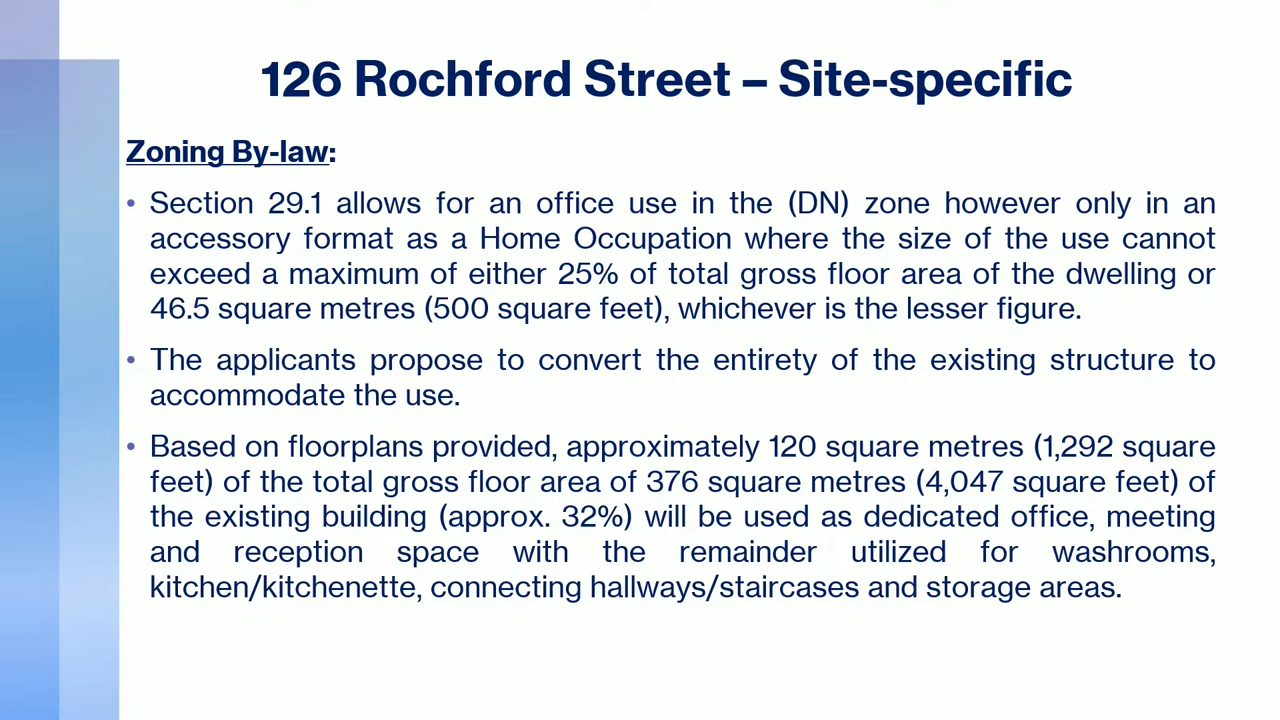 126 Rochford Street – Site-specific
Zoning By-law:
• Section 29.1 allows for an office use in the (DN) zone however only in an
accessory format as a Home Occupation where the size of the use cannot
exceed a maximum of either 25% of total gross floor area of the dwelling or
46.5 square metres (500 square feet), whichever is the lesser figure.
• The applicants propose to convert the entirety of the existing structure to
accommodate the use.
• Based on floorplans provided, approximately 120 square metres (1,292 square
feet) of the total gross floor area of 376 square metres (4,047 square feet) of
the existing building (approx. 32%) will be used as dedicated office, meeting
and reception space with the remainder utilized for washrooms,
kitchen/kitchenette, connecting hallways/staircases and storage areas.